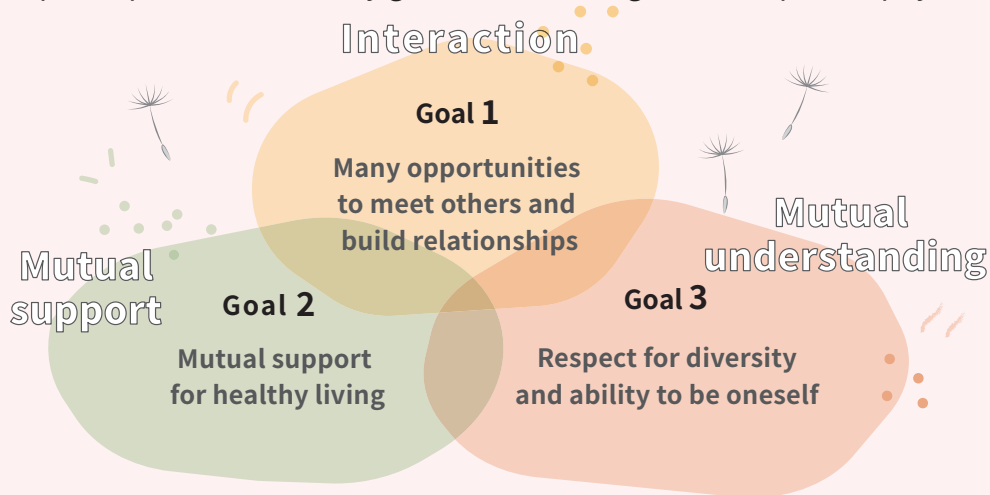 Interaction
Goal 1
Many opportunities
to meet others and
build relationships
Mutual
support
Goal 2
Mutual support
for healthy living
Mutual
understanding
Goal 3
Respect for diversity
and ability to be oneself